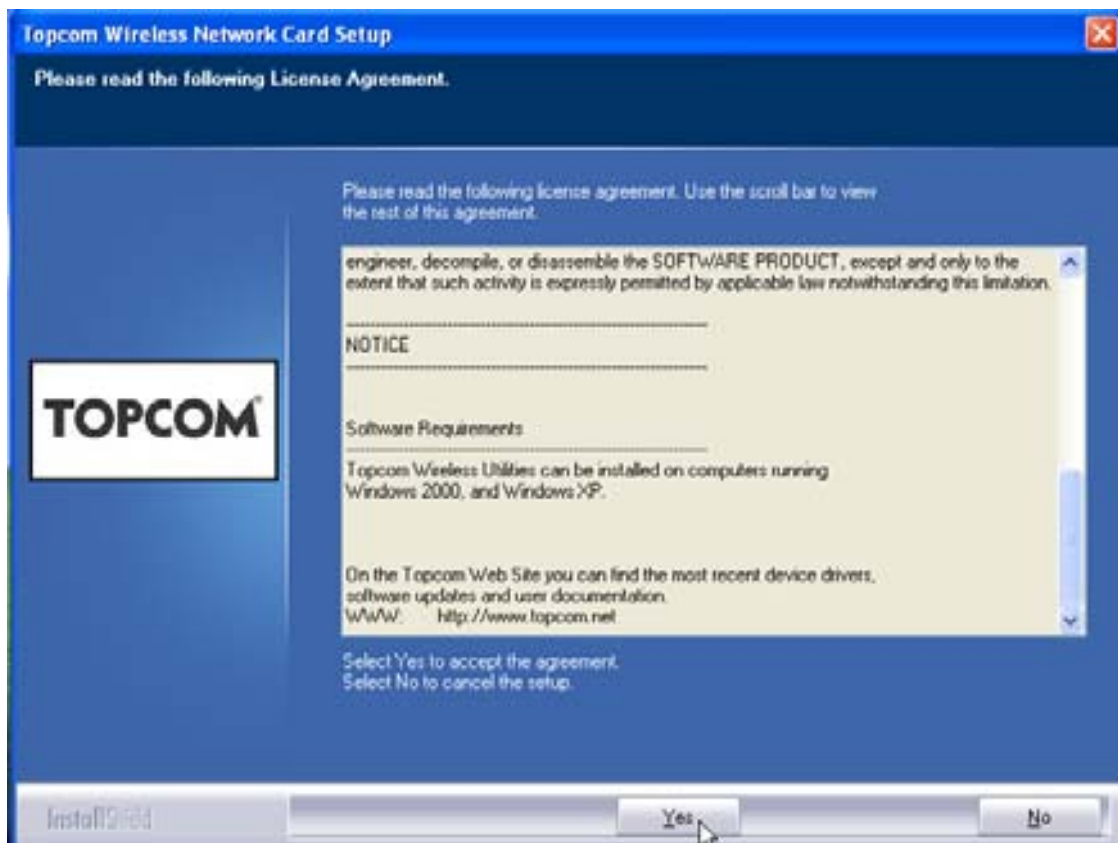 Topcom Wireless Network Card Setup
Please read the following License Agreement.
Please read the following license agreement. Use the scroll bar to view
the rest of this agreement.
engineer, decompile, or disassemble the SOFTWARE PRODUCT, except and only to the
extent that such activity is expressly permitted by applicable law notwithstanding this limitation.
NOTICE
Software Requirements
Topcom Wireless Utilities can be installed on computers running
Windows 2000, and Windows XP.
On the Topcom Web Site you can find the most recent device drivers,
software updates and user documentation.
WWW: http://www.topcom.net
TOPCOM®
Select Yes to accept the agreement.
Select No to cancel the setup.
InstallShield
Yes
No